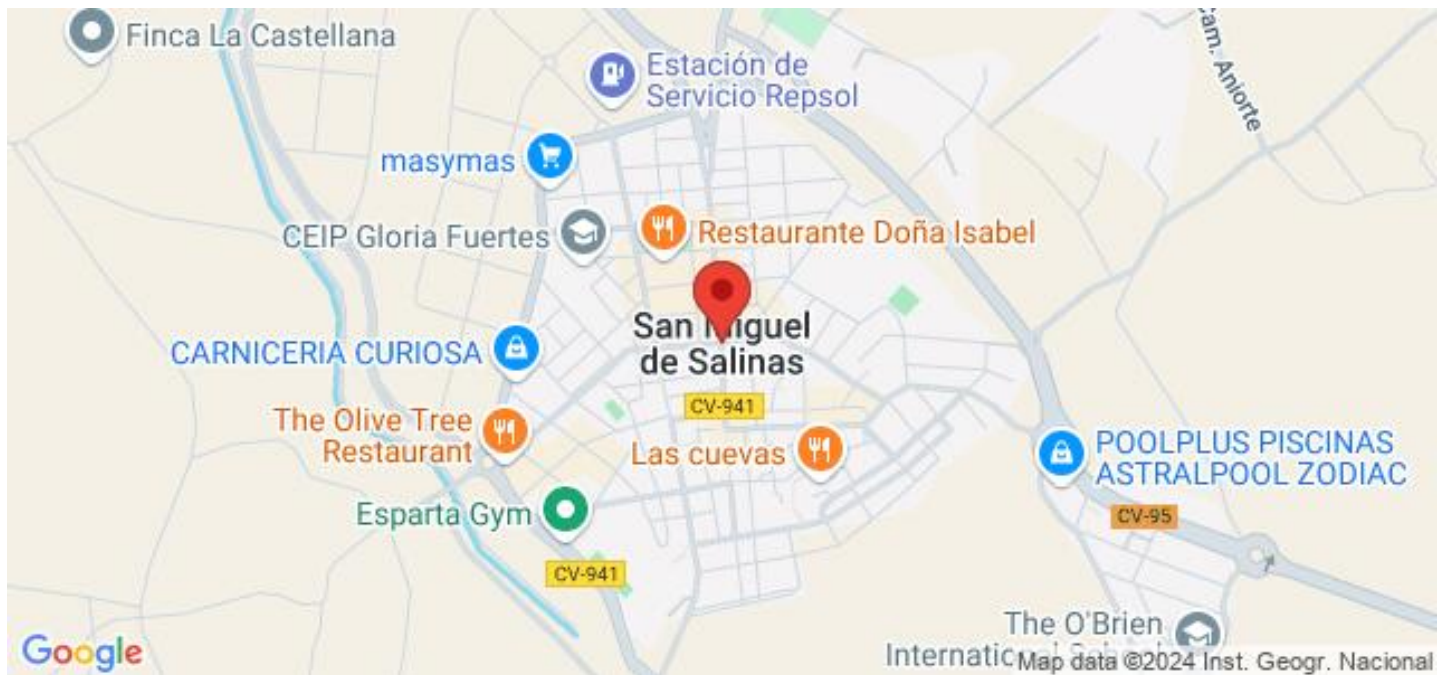 Finca La Castellana
Cam. Aniorte
Estación de
Servicio Repsol
masymas
CEIP Gloria Fuertes
Restaurante Doña Isabel
San Miguel
de Salinas
CARNICERIA CURIOSA
CV-941
The Olive Tree
Restaurant
Las cuevas
POOLPLUS PISCINAS
ASTRALPOOL ZODIAC
Esparta Gym
CV-95
CV-941
The O'Brien
International
Google
Map data ©2024 Inst. Geogr. Nacional